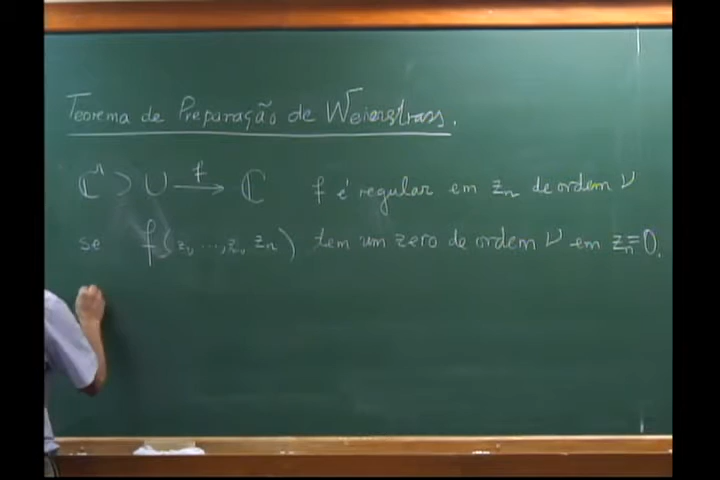 Teorema de Preparação de Weierstrass.
ℂⁿ ⊃ U →f ℂ f é regular em zₙ de ordem ν
se f(z₁, ..., zₙ₋₁, zₙ) tem um zero de ordem ν em zₙ=0.